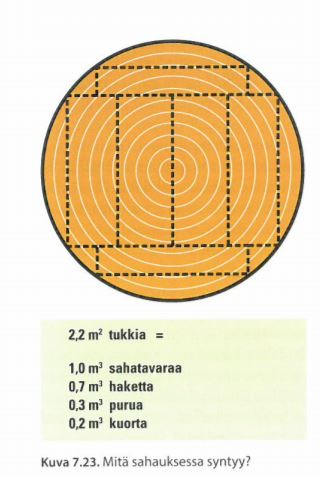 2,2 m² tukkia =
1,0 m³ sahatavaraa
0,7 m³ haketta
0,3 m³ purua
0,2 m³ kuorta
Kuva 7.23. Mitä sahauksessa syntyy?